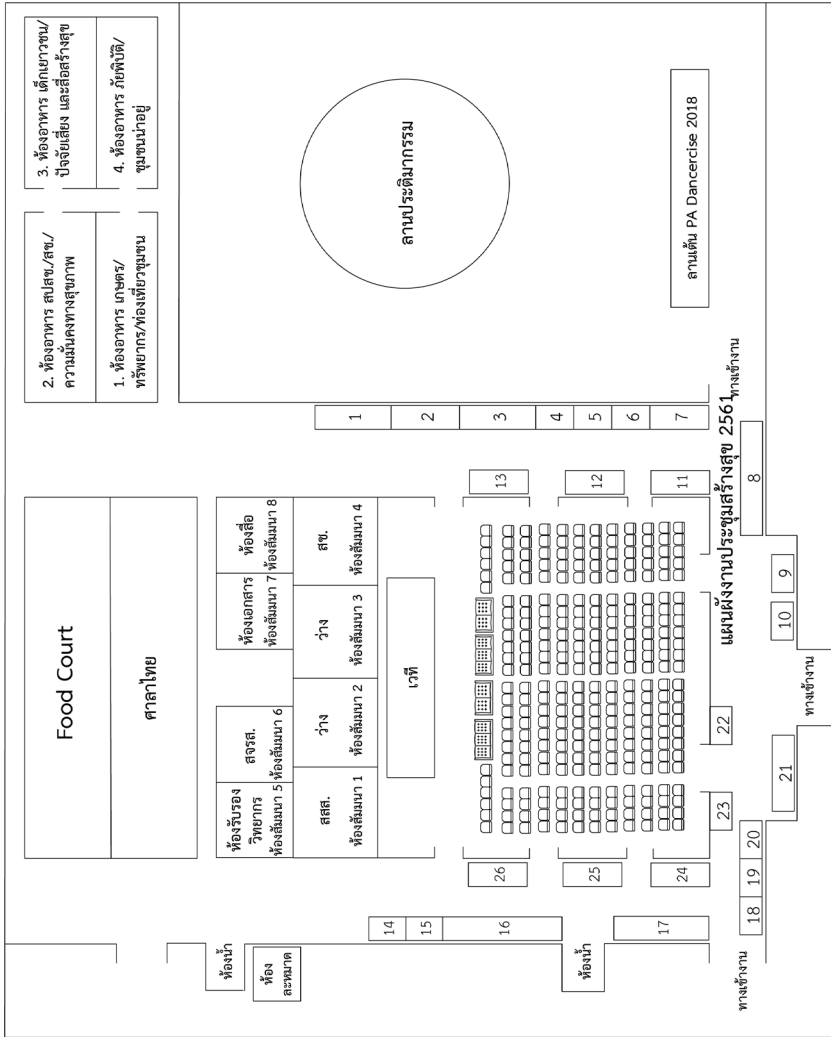 แผนผังงานประชุมสร้างสุข 2561
2. ห้องอาหาร สปสช./สช./
ความมั่นคงทางสุขภาพ
3. ห้องอาหาร เด็กเยาวชน/
ปัจจัยเสี่ยง และสื่อสร้างสุข
1. ห้องอาหาร เกษตร/
ทรัพยากร/ท่องเที่ยวชุมชน
4. ห้องอาหาร ภัยพิบัติ/
ชุมชนน่าอยู่
Food Court
ศาลาไทย
ห้องรับรอง
วิทยากร
ห้องสัมมนา 5
สจรส.
ห้องสัมมนา 6
ห้องเอกสาร
ห้องสัมมนา 7
ห้องสื่อ
ห้องสัมมนา 8
สสส.
ห้องสัมมนา 1
ว่าง
ห้องสัมมนา 2
ว่าง
ห้องสัมมนา 3
สช.
ห้องสัมมนา 4
เวที
ลานประติมากรรม
ลานเต้น PA Dancercise 2018
ห้องน้ำ
ห้อง
ละหมาด
ห้องน้ำ
1
2
3
4
5
6
7
8
9
10
11
12
13
14
15
16
17
18
19
20
21
22
23
24
25
26
ทางเข้างาน
ทางเข้างาน
ทางเข้างาน